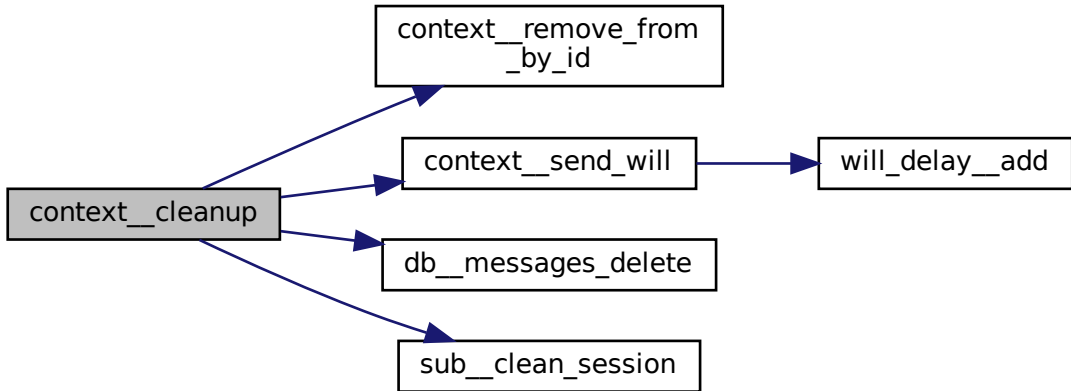 context__remove_from
_by_id
context__send_will
will_delay__add
context__cleanup
db__messages_delete
sub__clean_session